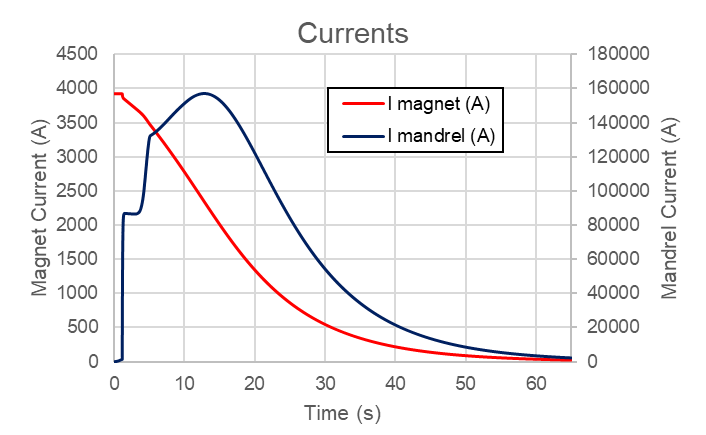 Currents
4500
4000
3500
3000
2500
2000
1500
1000
500
0
Magnet Current (A)
I magnet (A)
I mandrel (A)
180000
160000
140000
120000
100000
80000
60000
40000
20000
0
Mandrel Current (A)
0 10 20 30 40 50 60
Time (s)